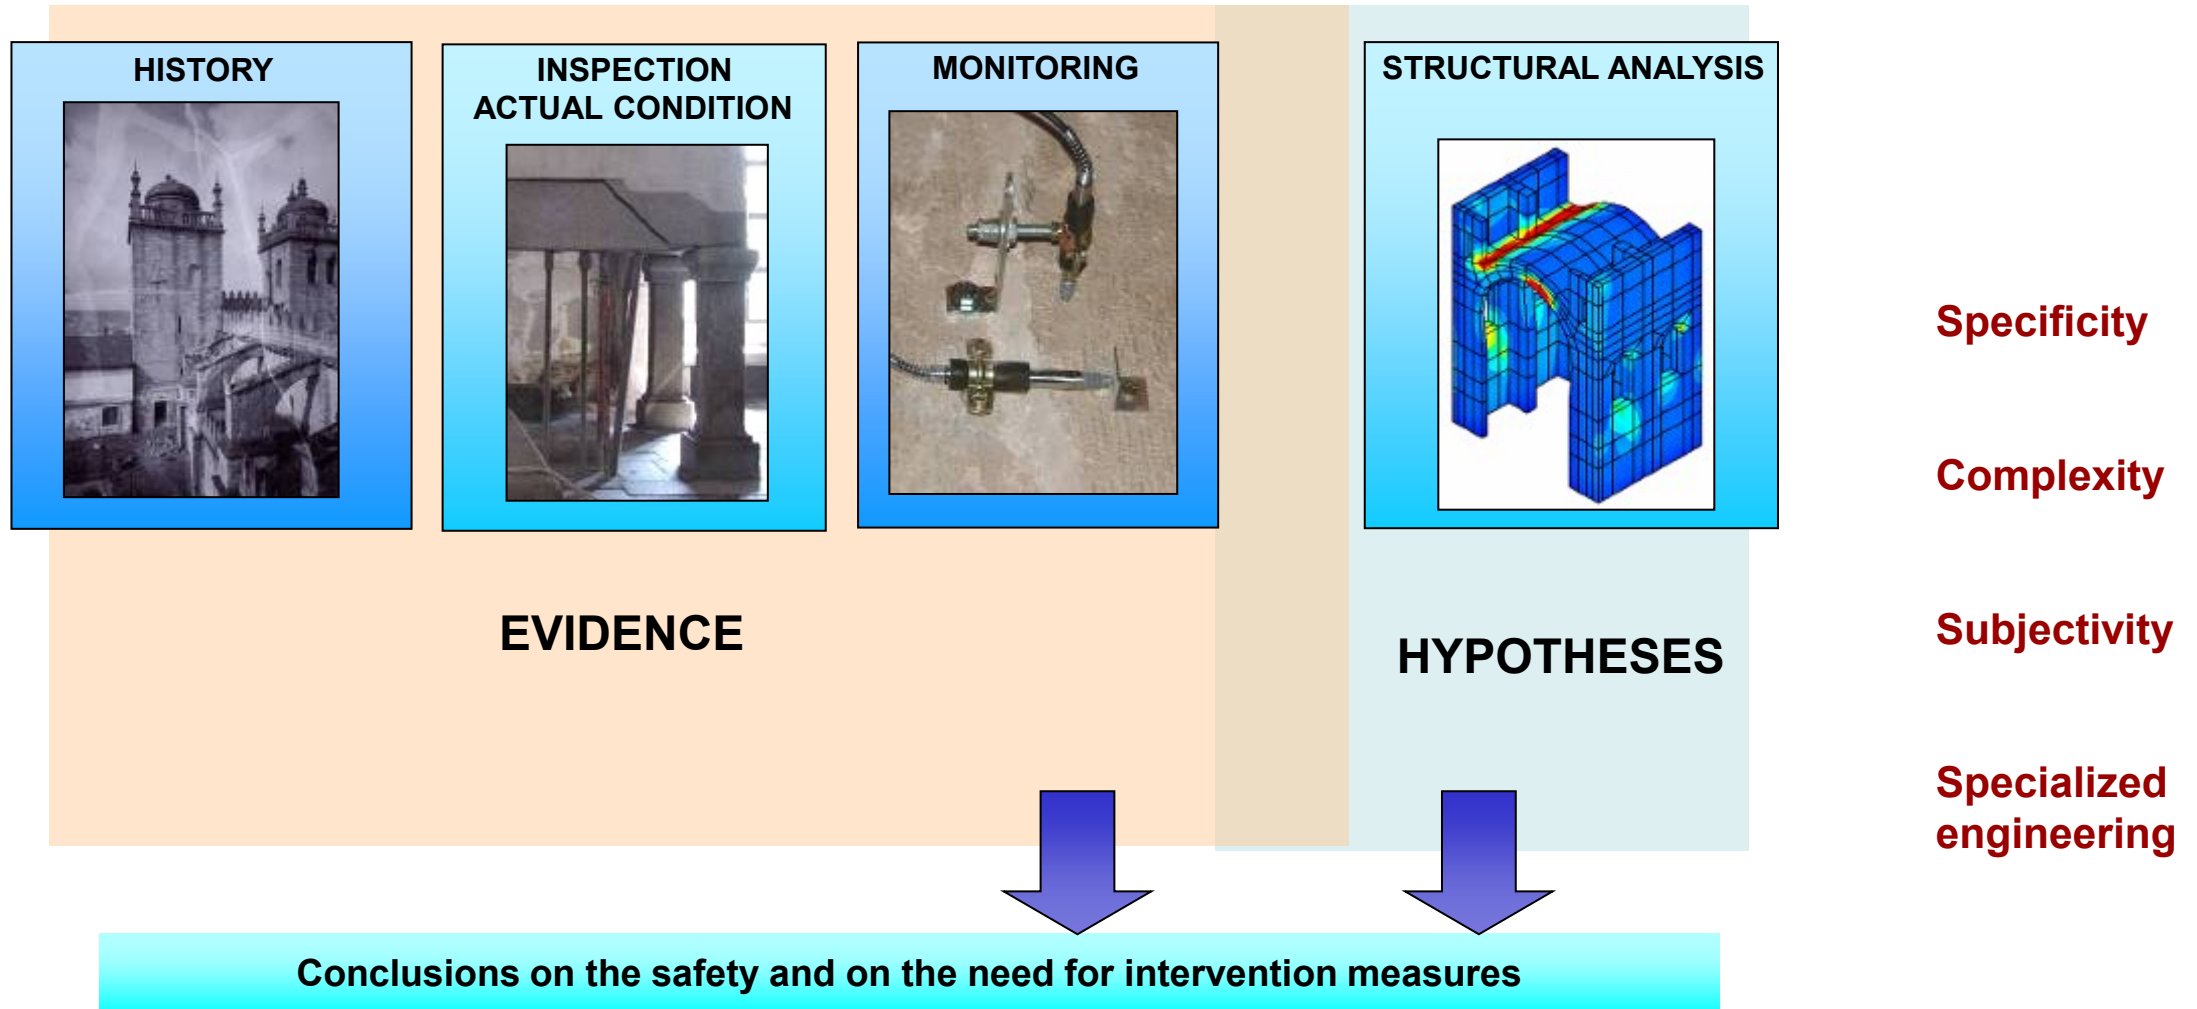 HISTORY
INSPECTION
ACTUAL CONDITION
MONITORING
STRUCTURAL ANALYSIS
EVIDENCE
HYPOTHESES
Conclusions on the safety and on the need for intervention measures
Specificity
Complexity
Subjectivity
Specialized
engineering